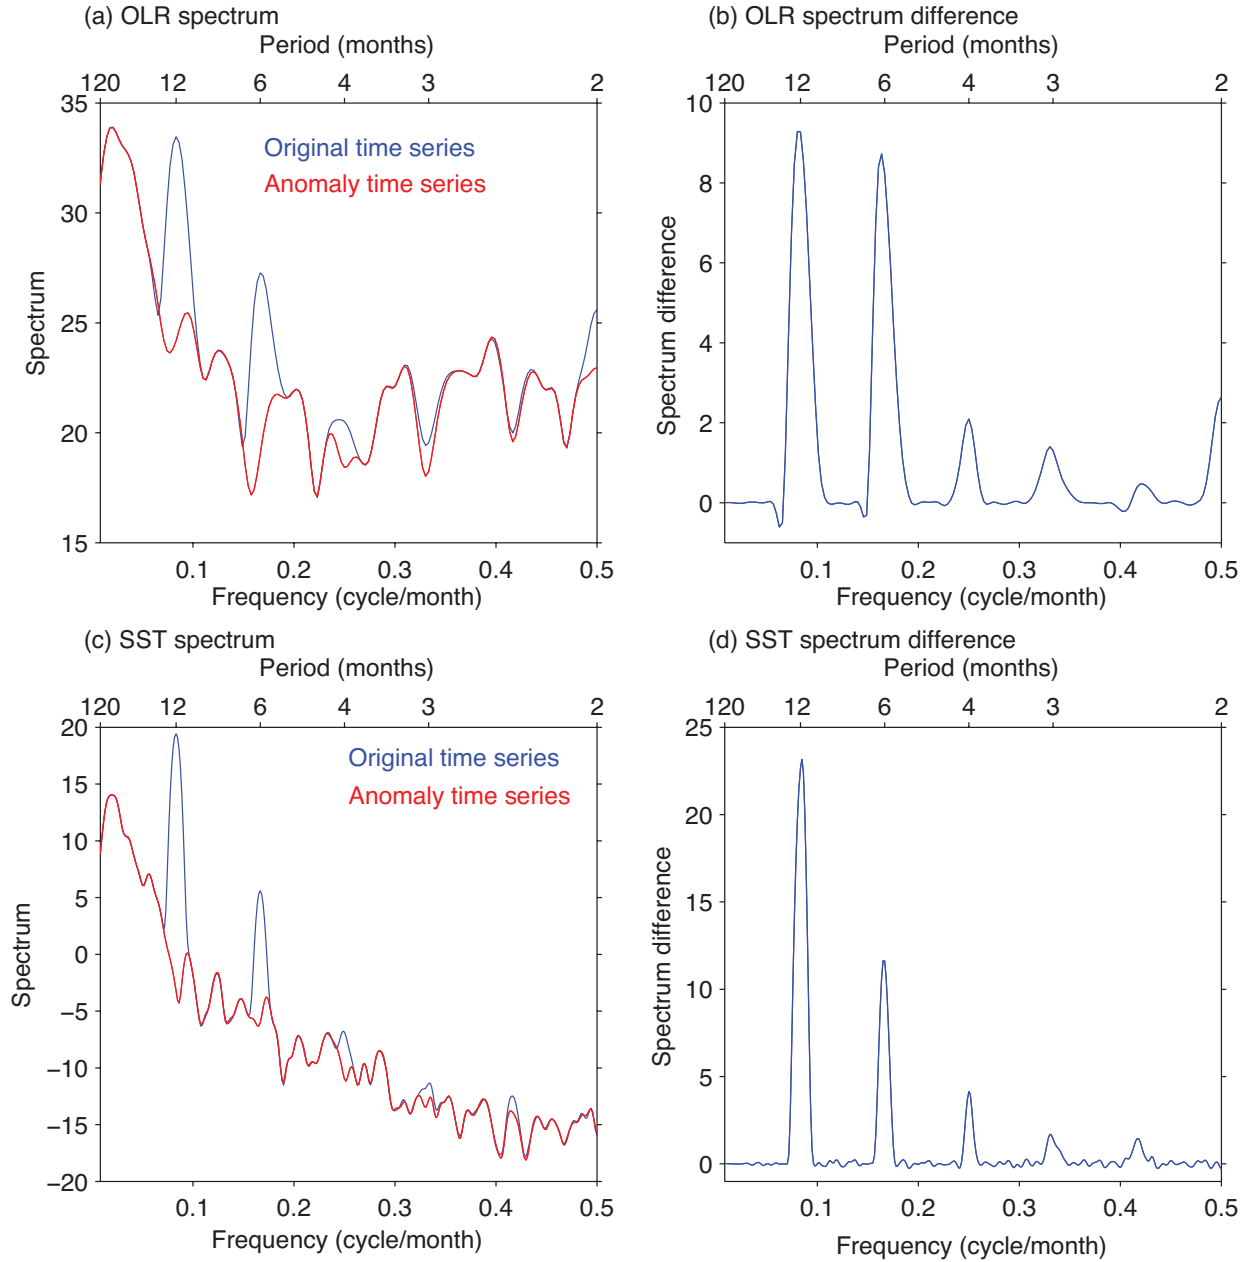 (a) OLR spectrum
Period (months)
120 12 6 4 3 2
35
30
25
20
15
Spectrum
Original time series
Anomaly time series
0.1 0.2 0.3 0.4 0.5
Frequency (cycle/month)
(b) OLR spectrum difference
Period (months)
120 12 6 4 3 2
10
8
6
4
2
0
Spectrum difference
0.1 0.2 0.3 0.4 0.5
Frequency (cycle/month)
(c) SST spectrum
Period (months)
120 12 6 4 3 2
20
15
10
5
0
−5
−10
−15
−20
Spectrum
Original time series
Anomaly time series
0.1 0.2 0.3 0.4 0.5
Frequency (cycle/month)
(d) SST spectrum difference
Period (months)
120 12 6 4 3 2
25
20
15
10
5
0
Spectrum difference
0.1 0.2 0.3 0.4 0.5
Frequency (cycle/month)